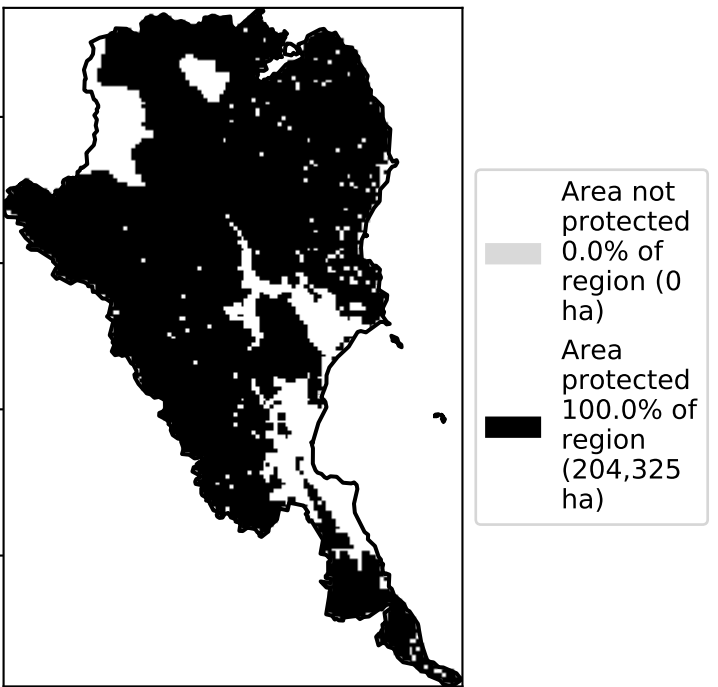 Area not
protected
0.0% of
region (0
ha)
Area
protected
100.0% of
region
(204,325
ha)